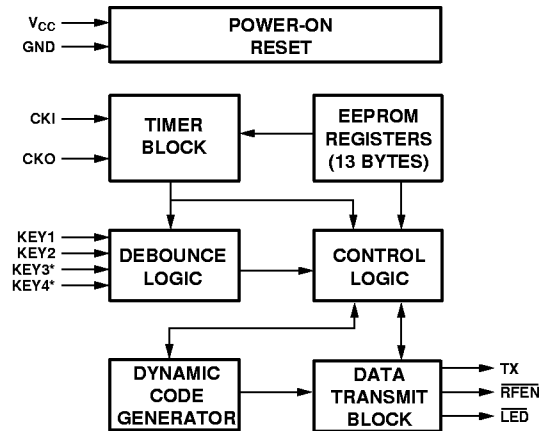 VCC
GND
POWER-ON
RESET
CKI
CKO
TIMER
BLOCK
EEPROM
REGISTERS
(13 BYTES)
KEY1
KEY2
KEY3*
KEY4*
DEBOUNCE
LOGIC
CONTROL
LOGIC
DYNAMIC
CODE
GENERATOR
DATA
TRANSMIT
BLOCK
TX
RFEN
LED